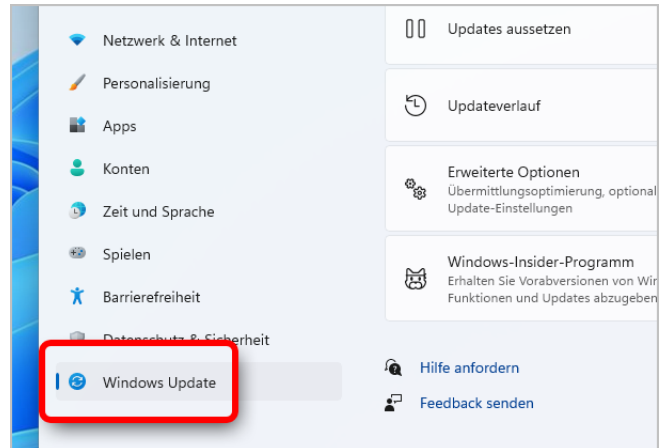 Netzwerk & Internet
Personalisierung
Apps
Konten
Zeit und Sprache
Spielen
Barrierefreiheit
Datenschutz & Sicherheit
Windows Update
Updates aussetzen
Updateverlauf
Erweiterte Optionen
Übermittlungsoptimierung, optional
Update-Einstellungen
Windows-Insider-Programm
Erhalten Sie Vorabversionen von Wir
Funktionen und Updates abzugeben
Hilfe anfordern
Feedback senden